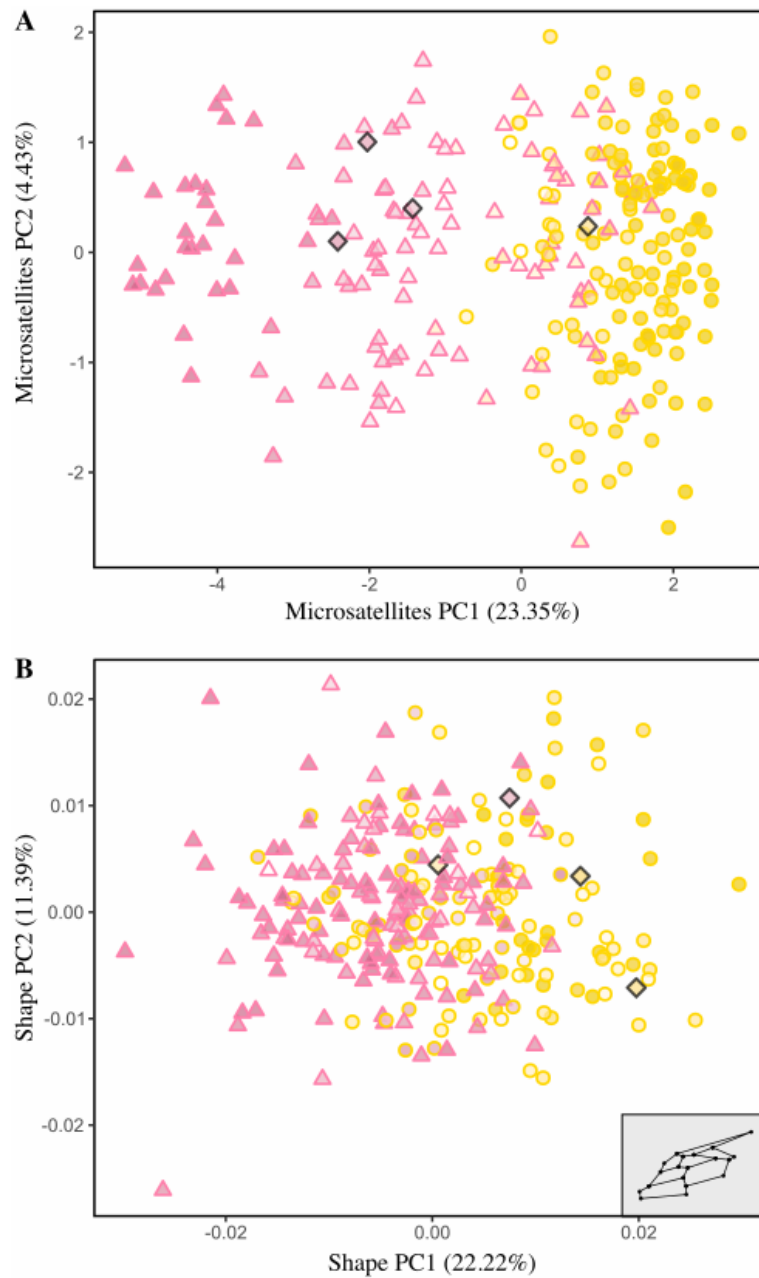 A
2
1
0
-1
-2
Microsatellites PC2 (4.43%)
-4 -2 0 2
Microsatellites PC1 (23.35%)
B
0.02
0.01
0.00
-0.01
-0.02
Shape PC2 (11.39%)
-0.02 0.00 0.02
Shape PC1 (22.22%)